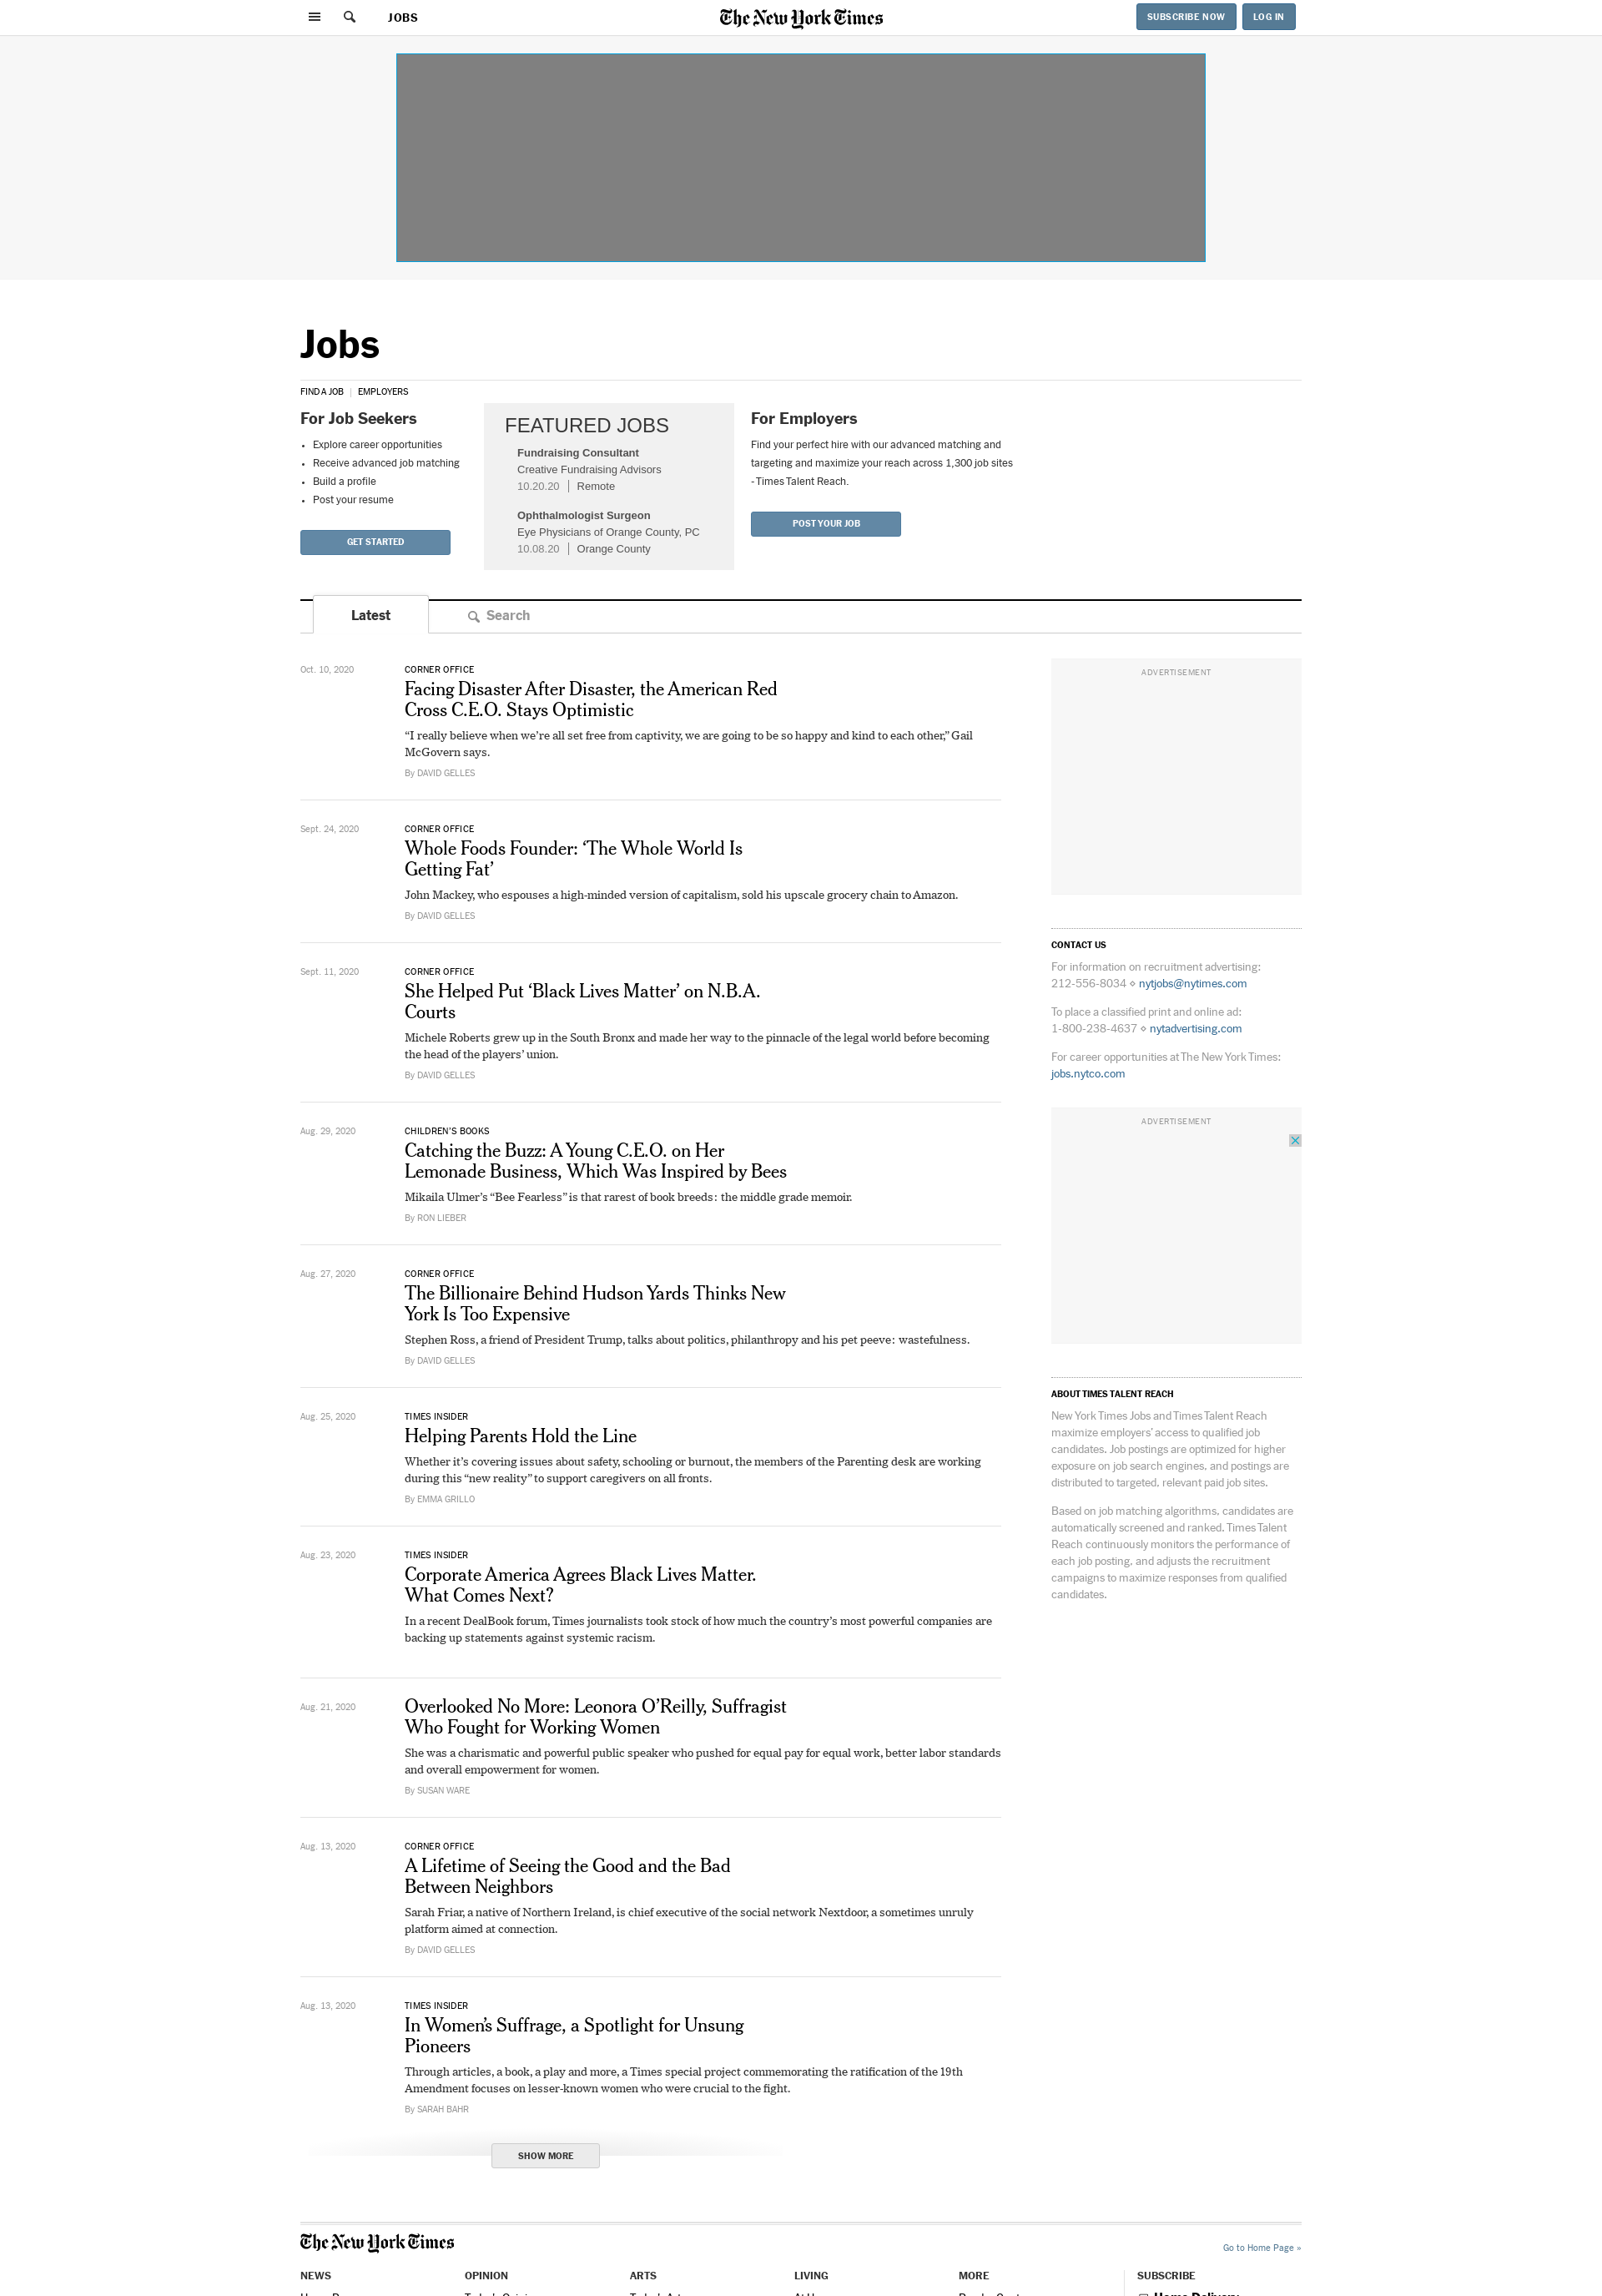 JOBS
The New York Times
SUBSCRIBE NOW
LOG IN
Jobs
FIND A JOB | EMPLOYERS
For Job Seekers
• Explore career opportunities
• Receive advanced job matching
• Build a profile
• Post your resume
GET STARTED
FEATURED JOBS
Fundraising Consultant
Creative Fundraising Advisors
10.20.20 | Remote
Ophthalmologist Surgeon
Eye Physicians of Orange County, PC
10.08.20 | Orange County
For Employers
Find your perfect hire with our advanced matching and
targeting and maximize your reach across 1,300 job sites
- Times Talent Reach.
POST YOUR JOB
Latest
Search
Oct. 10, 2020
CORNER OFFICE
Facing Disaster After Disaster, the American Red
Cross C.E.O. Stays Optimistic
“I really believe when we’re all set free from captivity, we are going to be so happy and kind to each other,” Gail
McGovern says.
By DAVID GELLES
Sept. 24, 2020
CORNER OFFICE
Whole Foods Founder: ‘The Whole World Is
Getting Fat’
John Mackey, who espouses a high-minded version of capitalism, sold his upscale grocery chain to Amazon.
By DAVID GELLES
Sept. 11, 2020
CORNER OFFICE
She Helped Put ‘Black Lives Matter’ on N.B.A.
Courts
Michele Roberts grew up in the South Bronx and made her way to the pinnacle of the legal world before becoming
the head of the players’ union.
By DAVID GELLES
Aug. 29, 2020
CHILDREN’S BOOKS
Catching the Buzz: A Young C.E.O. on Her
Lemonade Business, Which Was Inspired by Bees
Mikaila Ulmer’s “Bee Fearless” is that rarest of book breeds: the middle grade memoir.
By RON LIEBER
Aug. 27, 2020
CORNER OFFICE
The Billionaire Behind Hudson Yards Thinks New
York Is Too Expensive
Stephen Ross, a friend of President Trump, talks about politics, philanthropy and his pet peeve: wastefulness.
By DAVID GELLES
Aug. 25, 2020
TIMES INSIDER
Helping Parents Hold the Line
Whether it’s covering issues about safety, schooling or burnout, the members of the Parenting desk are working
during this “new reality” to support caregivers on all fronts.
By EMMA GRILLO
Aug. 23, 2020
TIMES INSIDER
Corporate America Agrees Black Lives Matter.
What Comes Next?
In a recent DealBook forum, Times journalists took stock of how much the country’s most powerful companies are
backing up statements against systemic racism.
Aug. 21, 2020
Overlooked No More: Leonora O’Reilly, Suffragist
Who Fought for Working Women
She was a charismatic and powerful public speaker who pushed for equal pay for equal work, better labor standards
and overall empowerment for women.
By SUSAN WARE
Aug. 13, 2020
CORNER OFFICE
A Lifetime of Seeing the Good and the Bad
Between Neighbors
Sarah Friar, a native of Northern Ireland, is chief executive of the social network Nextdoor, a sometimes unruly
platform aimed at connection.
By DAVID GELLES
Aug. 13, 2020
TIMES INSIDER
In Women’s Suffrage, a Spotlight for Unsung
Pioneers
Through articles, a book, a play and more, a Times special project commemorating the ratification of the 19th
Amendment focuses on lesser-known women who were crucial to the fight.
By SARAH BAHR
SHOW MORE
ADVERTISEMENT
CONTACT US
For information on recruitment advertising:
212-556-8034 ⋄ nytjobs@nytimes.com
To place a classified print and online ad:
1-800-238-4637 ⋄ nytadvertising.com
For career opportunities at The New York Times:
jobs.nytco.com
ADVERTISEMENT
ABOUT TIMES TALENT REACH
New York Times Jobs and Times Talent Reach
maximize employers’ access to qualified job
candidates. Job postings are optimized for higher
exposure on job search engines, and postings are
distributed to targeted, relevant paid job sites.
Based on job matching algorithms, candidates are
automatically screened and ranked. Times Talent
Reach continuously monitors the performance of
each job posting, and adjusts the recruitment
campaigns to maximize responses from qualified
candidates.
The New York Times
Go to Home Page »
NEWS
OPINION
ARTS
LIVING
MORE
SUBSCRIBE